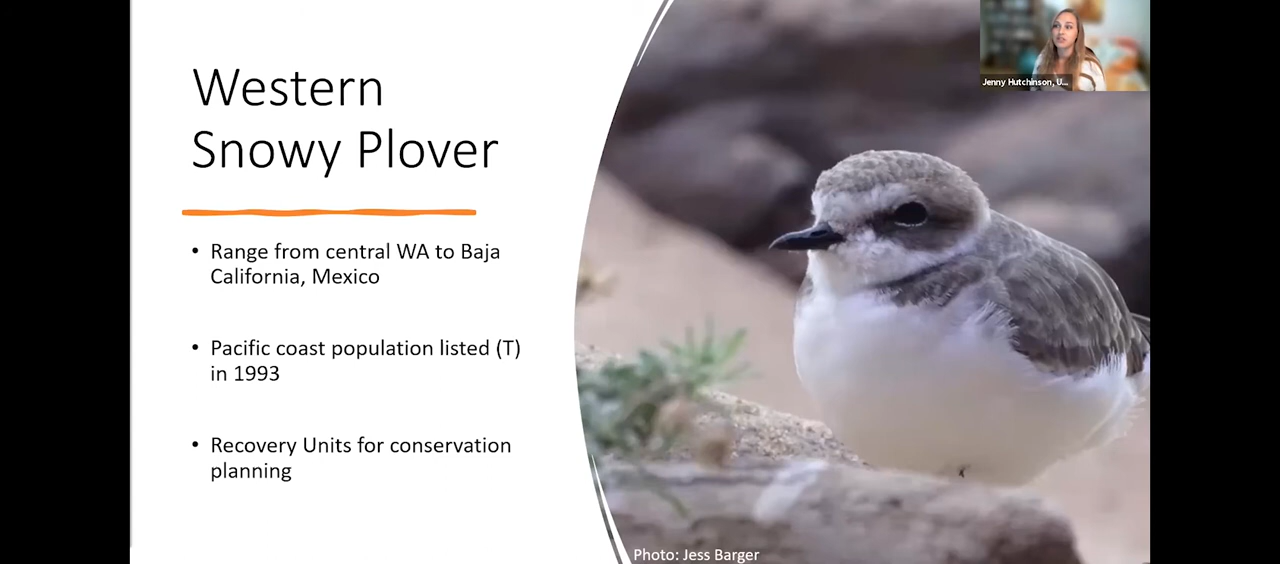 Western
Snowy Plover
• Range from central WA to Baja
California, Mexico
• Pacific coast population listed (T)
in 1993
• Recovery Units for conservation
planning
Photo: Jess Barger
Jenny Hutchinson, U...